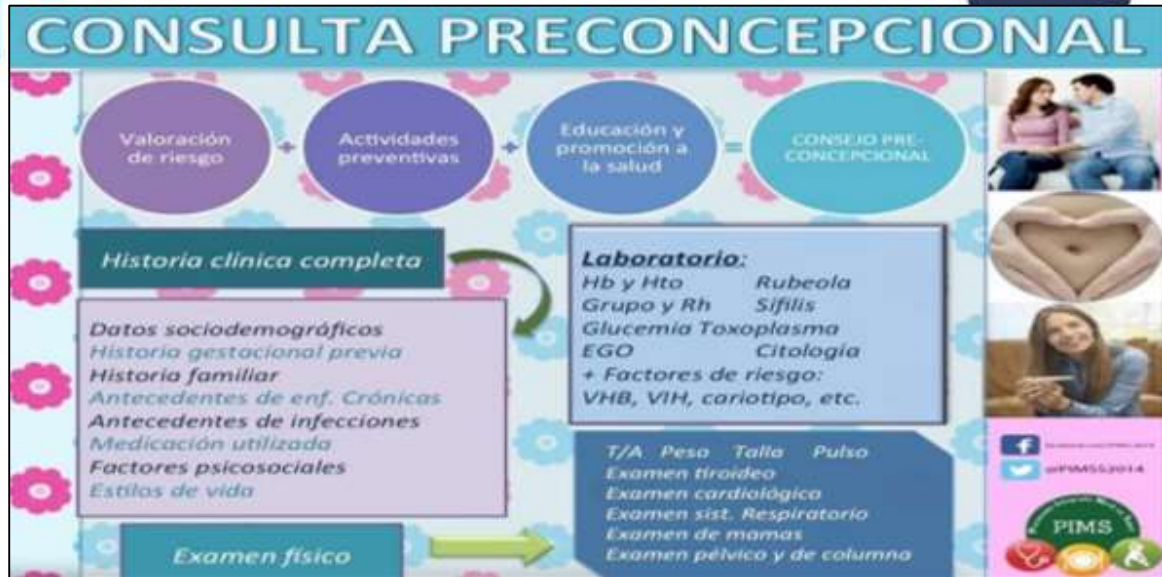 CONSULTA PRECONCEPCIONAL
Valoración
de riesgo
+
Actividades
preventivas
+
Educación y
promoción a
la salud
=
CONSEJO PRE-
CONCEPCIONAL
Historia clínica completa
Datos sociodemográficos
Historia gestacional previa
Historia familiar
Antecedentes de enf. Crónicas
Antecedentes de infecciones
Medicación utilizada
Factores psicosociales
Estilos de vida
Examen físico
Laboratorio:
Hb y Hto Rubeola
Grupo y Rh Sífilis
Glucemia Toxoplasma
EGO Citología
+ Factores de riesgo:
VHB, VIH, cariotipo, etc.
T/A Peso Talla Pulso
Examen tiroideo
Examen cardiológico
Examen sist. Respiratorio
Examen de mamas
Examen pélvico y de columna
@PIMSS2014
PIMS